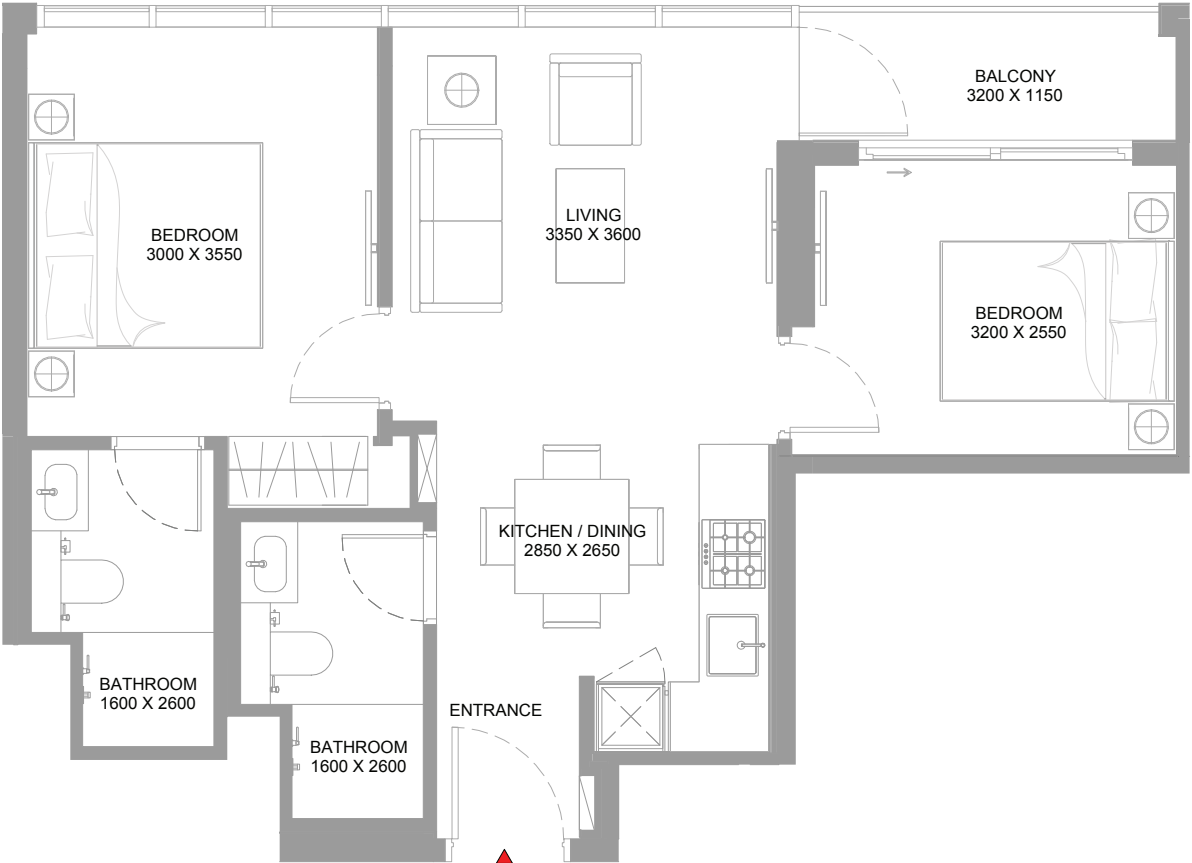 BALCONY
3200 X 1150
BEDROOM
3000 X 3550
LIVING
3350 X 3600
BEDROOM
3200 X 2550
KITCHEN / DINING
2850 X 2650
BATHROOM
1600 X 2600
ENTRANCE
BATHROOM
1600 X 2600